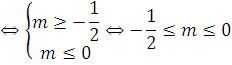 ⇔ { m ≥ -1/2
m ≤ 0 ⇔ -1/2 ≤ m ≤ 0